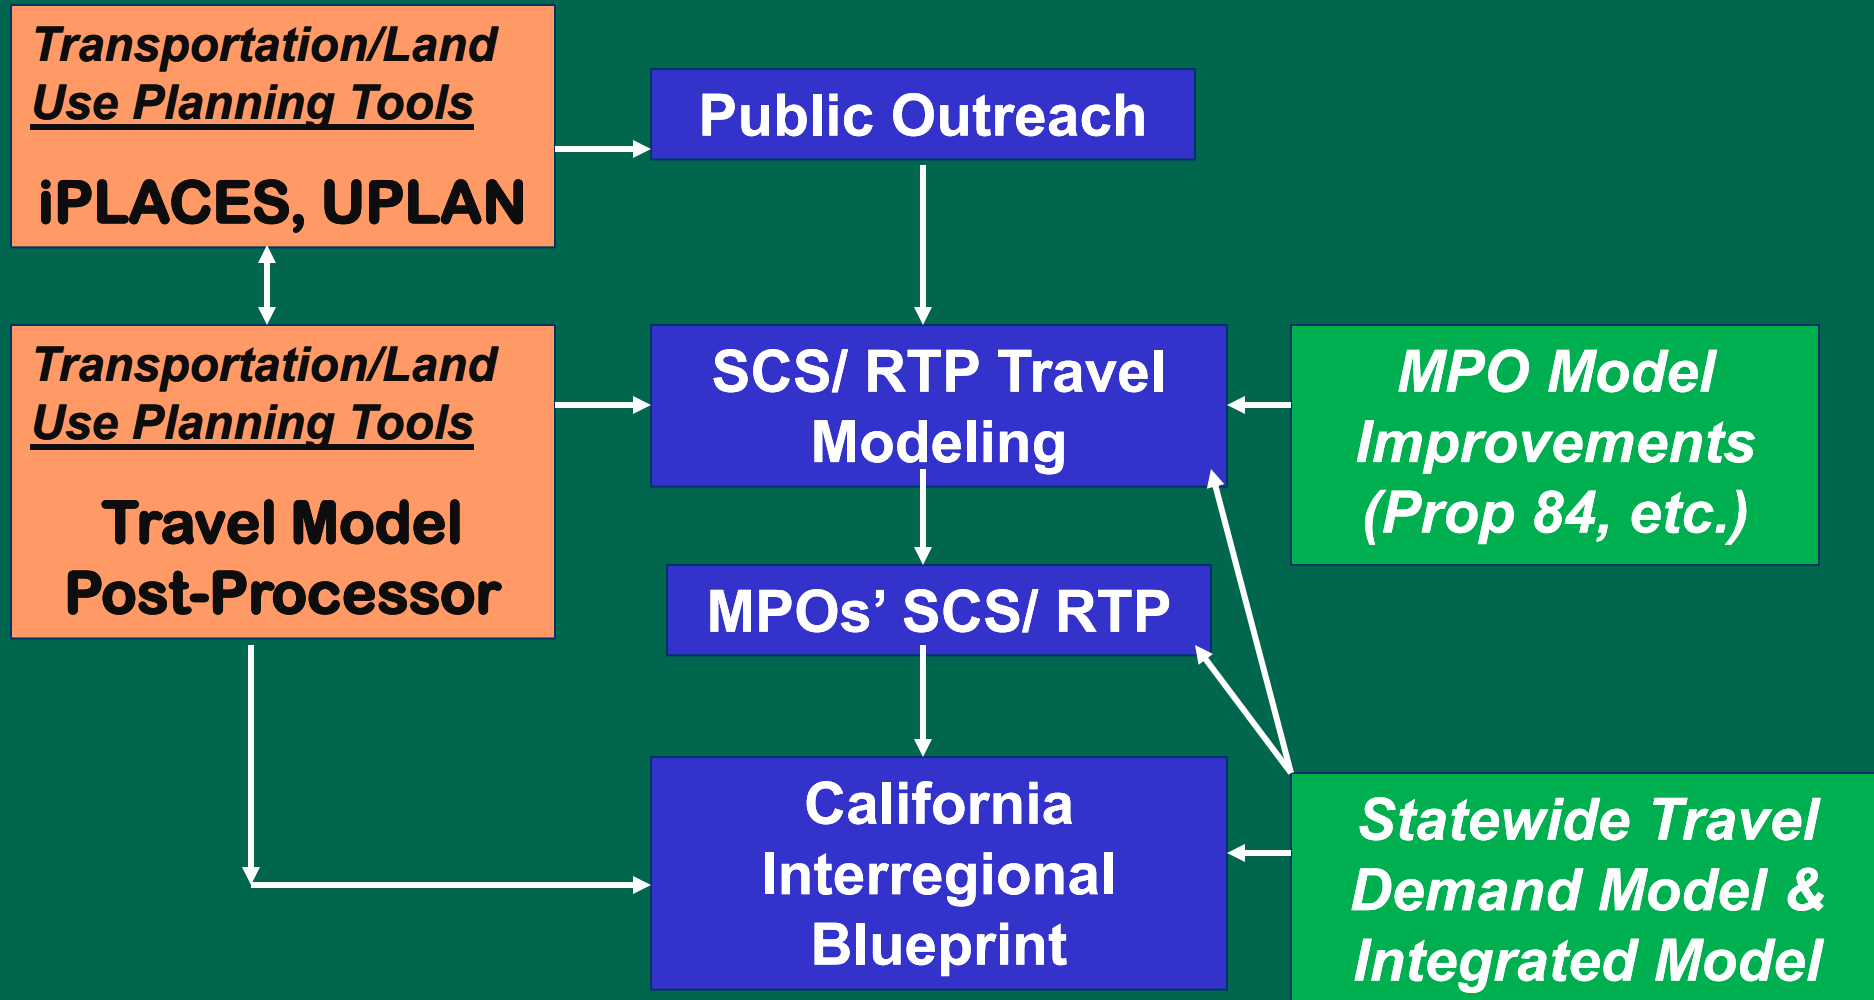 Transportation/Land
Use Planning Tools
iPLACES, UPLAN
Public Outreach
Transportation/Land
Use Planning Tools
Travel Model
Post-Processor
SCS/ RTP Travel
Modeling
MPO Model
Improvements
(Prop 84, etc.)
MPOs’ SCS/ RTP
California
Interregional
Blueprint
Statewide Travel
Demand Model &
Integrated Model